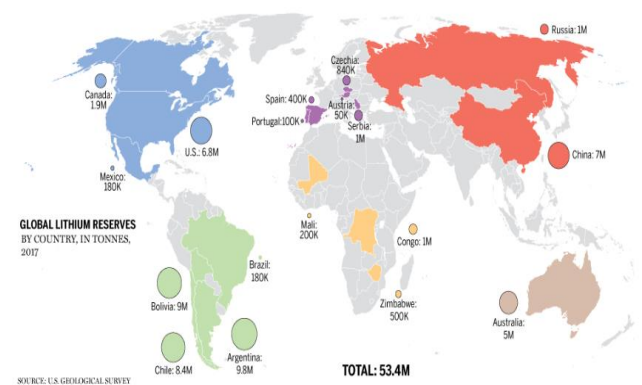 Russia: 1M
Czechia:
840K
Canada:
1.9M
Spain: 400K
Austria:
50K
Portugal:100K
Serbia:
1M
U.S.: 6.8M
China: 7M
Mexico:
180K
GLOBAL LITHIUM RESERVES
BY COUNTRY, IN TONNES,
2017
Mali:
200K
Congo: 1M
Brazil:
180K
Bolivia: 9M
Zimbabwe:
500K
Australia:
5M
Argentina:
9.8M
Chile: 8.4M
TOTAL: 53.4M
SOURCE: U.S. GEOLOGICAL SURVEY